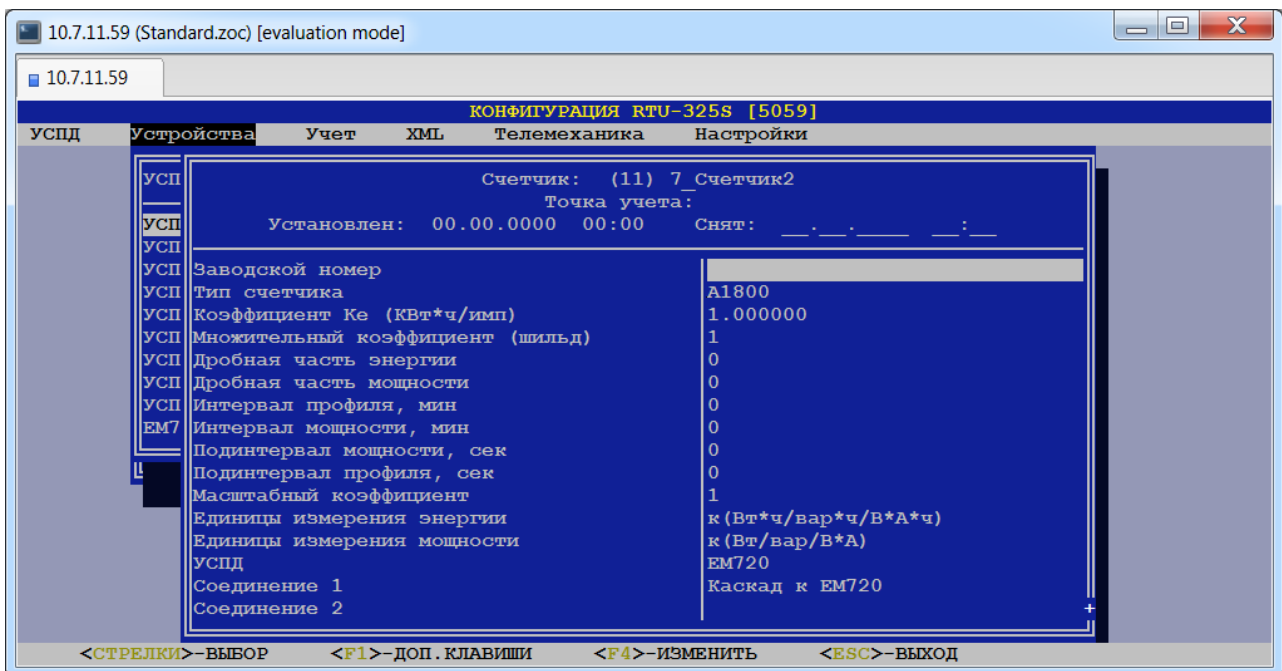 10.7.11.59 (Standard.zoc) [evaluation mode]
10.7.11.59
КОНФИГУРАЦИЯ RTU-325S [5059]
УСПД Устройства Учет XML Телемеханика Настройки
УСП Счетчик: (11) 7_Счетчик2
Точка учета:
УСП Установлен: 00.00.0000 00:00 Снят: __.__.____ __:__
УСП
УСП Заводской номер
УСП Тип счетчика A1800
УСП Коэффициент Ke (КВт*ч/имп) 1.000000
УСП Множительный коэффициент (шильд) 1
УСП Дробная часть энергии 0
УСП Дробная часть мощности 0
УСП Интервал профиля, мин 0
EM7 Интервал мощности, мин 0
Подинтервал мощности, сек 0
Подинтервал профиля, сек 0
Масштабный коэффициент 1
Единицы измерения энергии к(Вт*ч/вар*ч/В*А*ч)
Единицы измерения мощности к(Вт/вар/В*А)
УСПД EM720
Соединение 1 Каскад к EM720
Соединение 2 +
<СТРЕЛКИ>-ВЫБОР <F1>-ДОП.КЛАВИШИ <F4>-ИЗМЕНИТЬ <ESC>-ВЫХОД